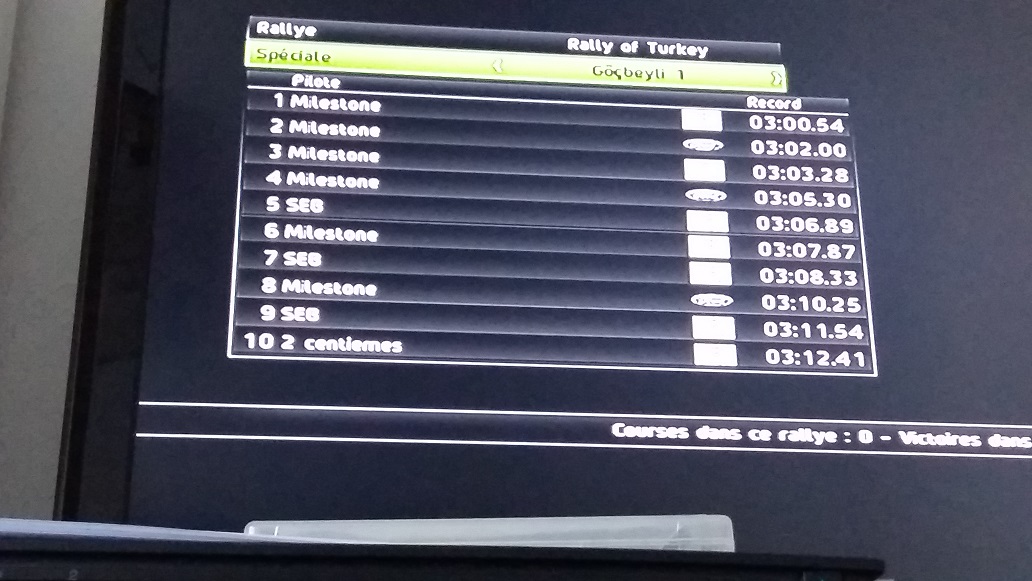 Rallye Rally of Turkey
Spéciale Göçbeyli 1
Pilote Record
1 Milestone 03:00.54
2 Milestone 03:02.00
3 Milestone 03:03.28
4 Milestone 03:05.30
5 SEB 03:06.89
6 Milestone 03:07.87
7 SEB 03:08.33
8 Milestone 03:10.25
9 SEB 03:11.54
10 2 centiemes 03:12.41
Courses dans ce rallye : 0 - Victoires dans